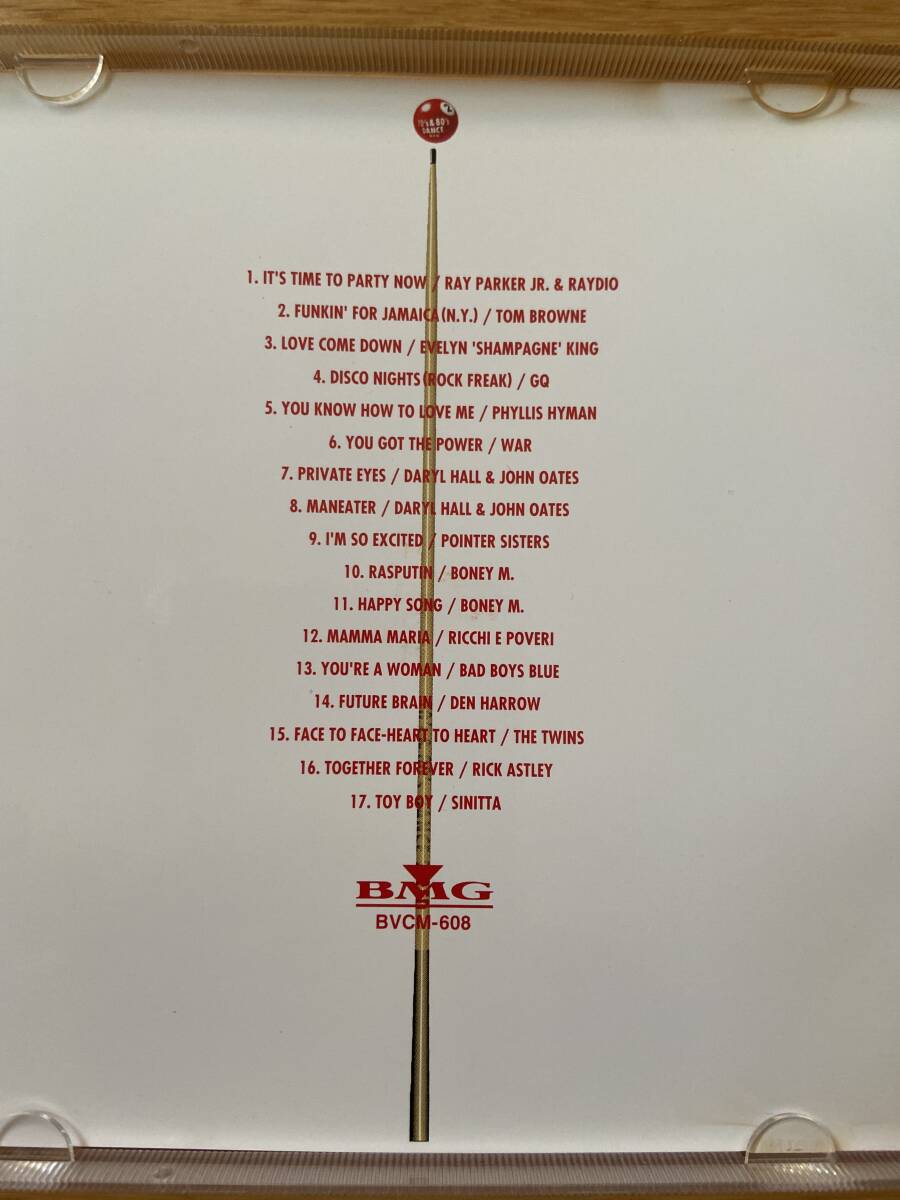 70's & 80's
DANCE
1. IT'S TIME TO PARTY NOW / RAY PARKER JR. & RAYDIO
2. FUNKIN' FOR JAMAICA (N.Y.) / TOM BROWNE
3. LOVE COME DOWN / EVELYN 'SHAMPAGNE' KING
4. DISCO NIGHTS (ROCK FREAK) / GQ
5. YOU KNOW HOW TO LOVE ME / PHYLLIS HYMAN
6. YOU GOT THE POWER / WAR
7. PRIVATE EYES / DARYL HALL & JOHN OATES
8. MANEATER / DARYL HALL & JOHN OATES
9. I'M SO EXCITED / POINTER SISTERS
10. RASPUTIN / BONEY M.
11. HAPPY SONG / BONEY M.
12. MAMMA MARIA / RICCHI E POVERI
13. YOU'RE A WOMAN / BAD BOYS BLUE
14. FUTURE BRAIN / DEN HARROW
15. FACE TO FACE-HEART TO HEART / THE TWINS
16. TOGETHER FOREVER / RICK ASTLEY
17. TOY BOY / SINITTA
BMG
BVCM-608